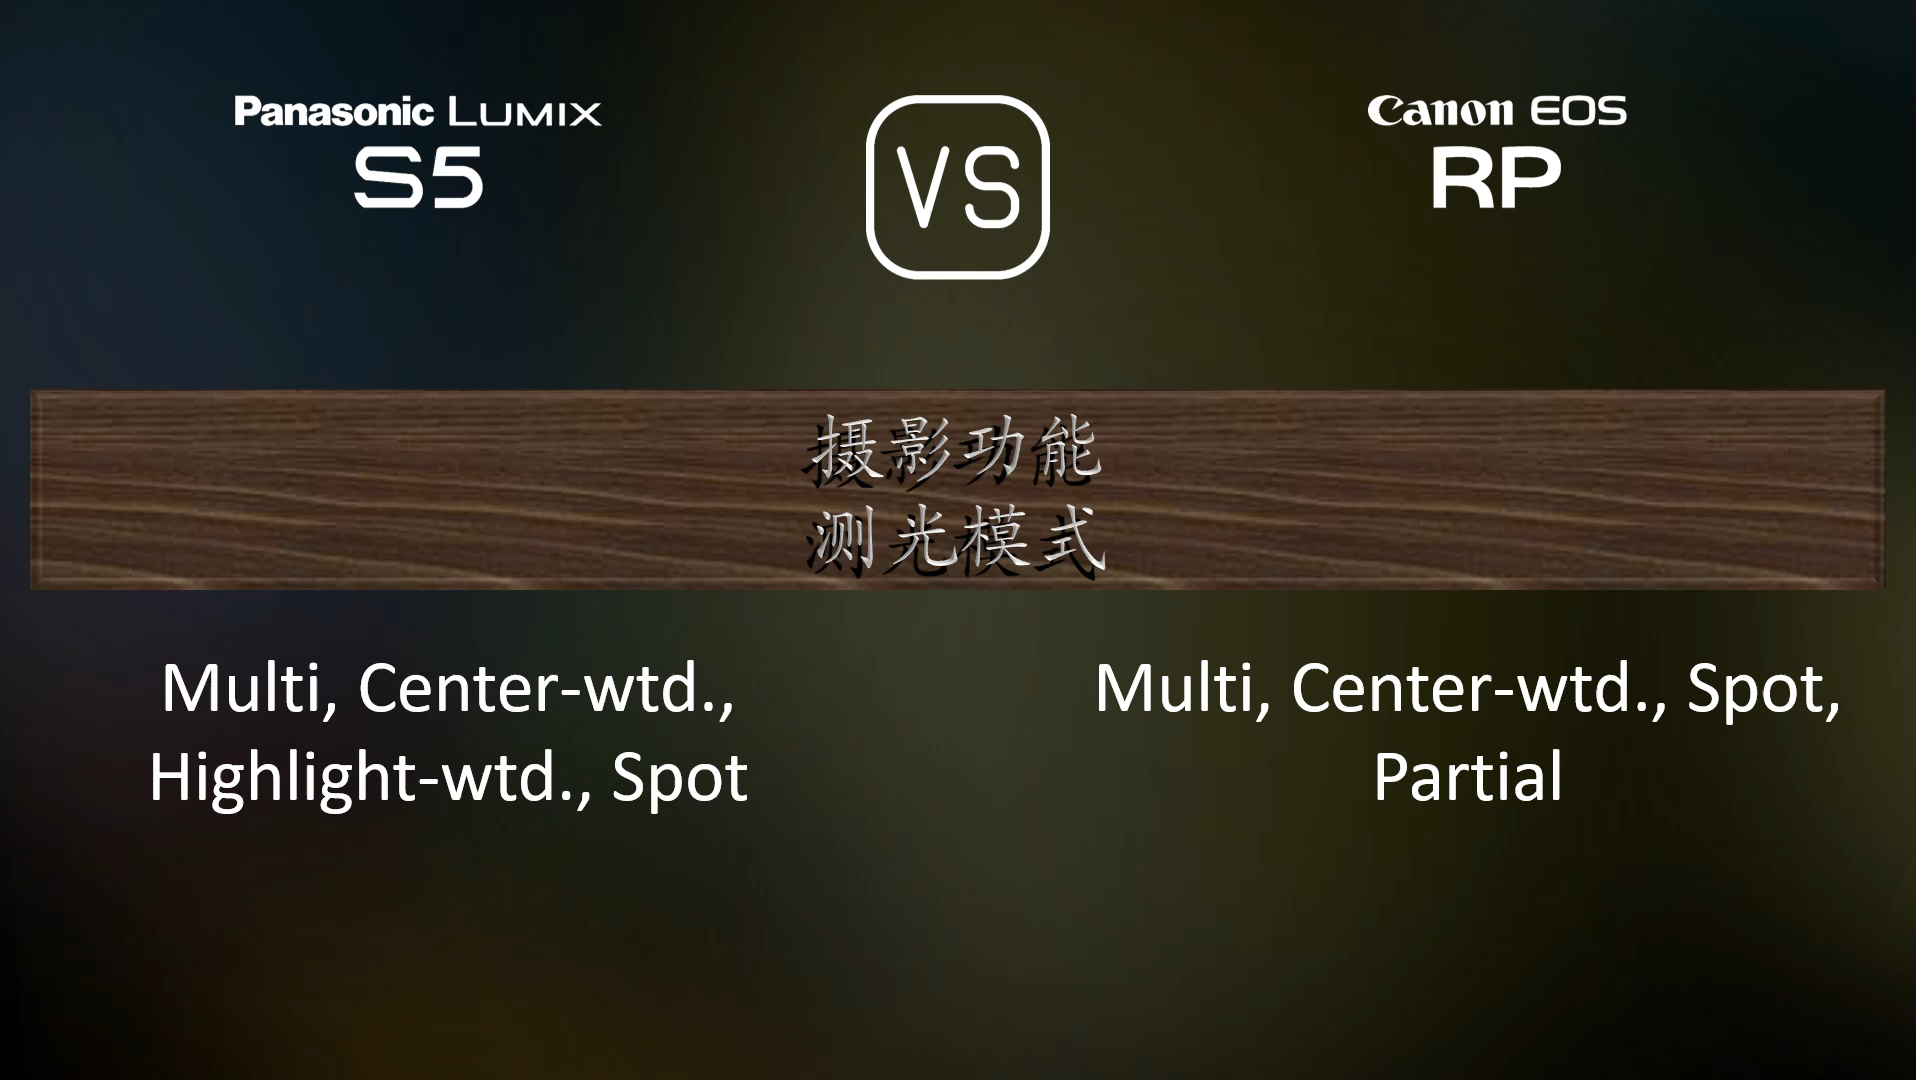 Panasonic LUMIX
S5
VS
Canon EOS
RP
摄影功能
测光模式
Multi, Center-wtd.,
Highlight-wtd., Spot
Multi, Center-wtd., Spot,
Partial